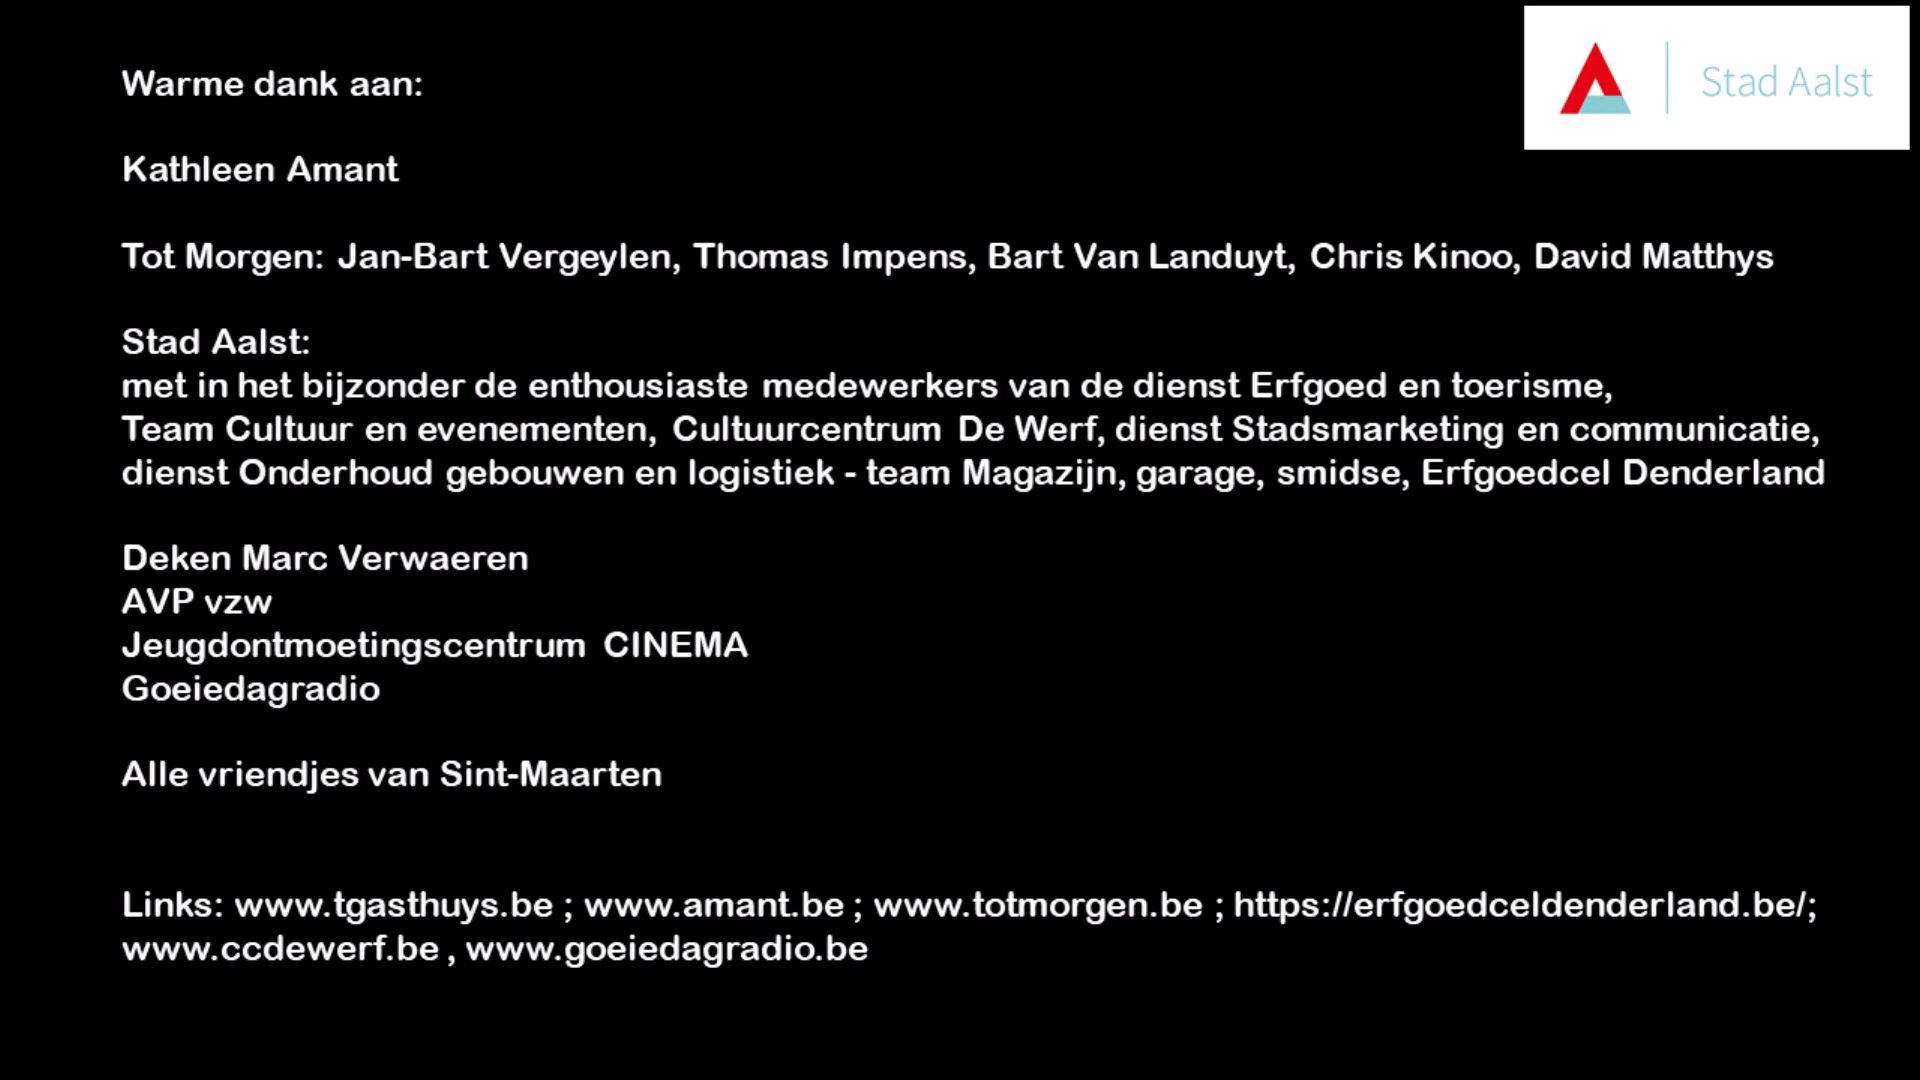 Stad Aalst
Warme dank aan:
Kathleen Amant
Tot Morgen: Jan-Bart Vergeylen, Thomas Impens, Bart Van Landuyt, Chris Kinoo, David Matthys
Stad Aalst:
met in het bijzonder de enthousiaste medewerkers van de dienst Erfgoed en toerisme,
Team Cultuur en evenementen, Cultuurcentrum De Werf, dienst Stadsmarketing en communicatie,
dienst Onderhoud gebouwen en logistiek - team Magazijn, garage, smidse, Erfgoedcel Denderland
Deken Marc Verwaeren
AVP vzw
Jeugdontmoetingscentrum CINEMA
Goeiedagradio
Alle vriendjes van Sint-Maarten
Links: www.tgasthuys.be ; www.amant.be ; www.totmorgen.be ; https://erfgoedceldenderland.be/;
www.ccdewerf.be , www.goeiedagradio.be